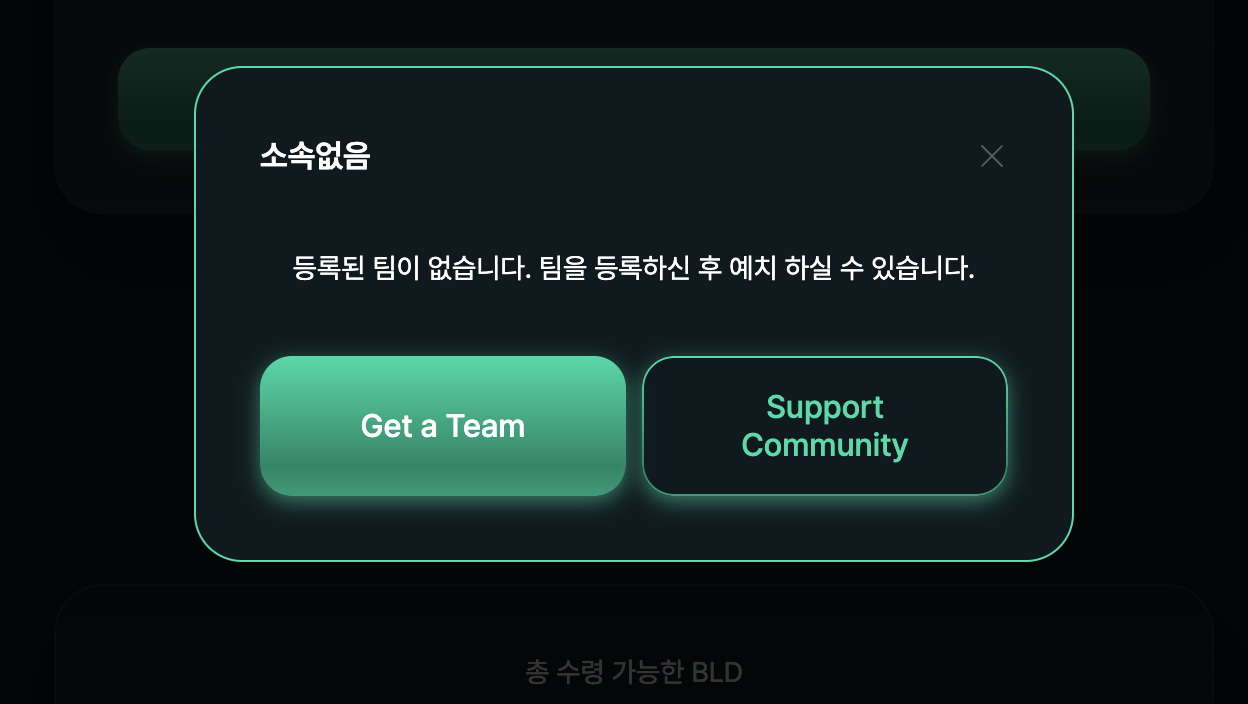 소속없음
등록된 팀이 없습니다. 팀을 등록하신 후 예치 하실 수 있습니다.
Get a Team
Support
Community
총 수령 가능한 BLD